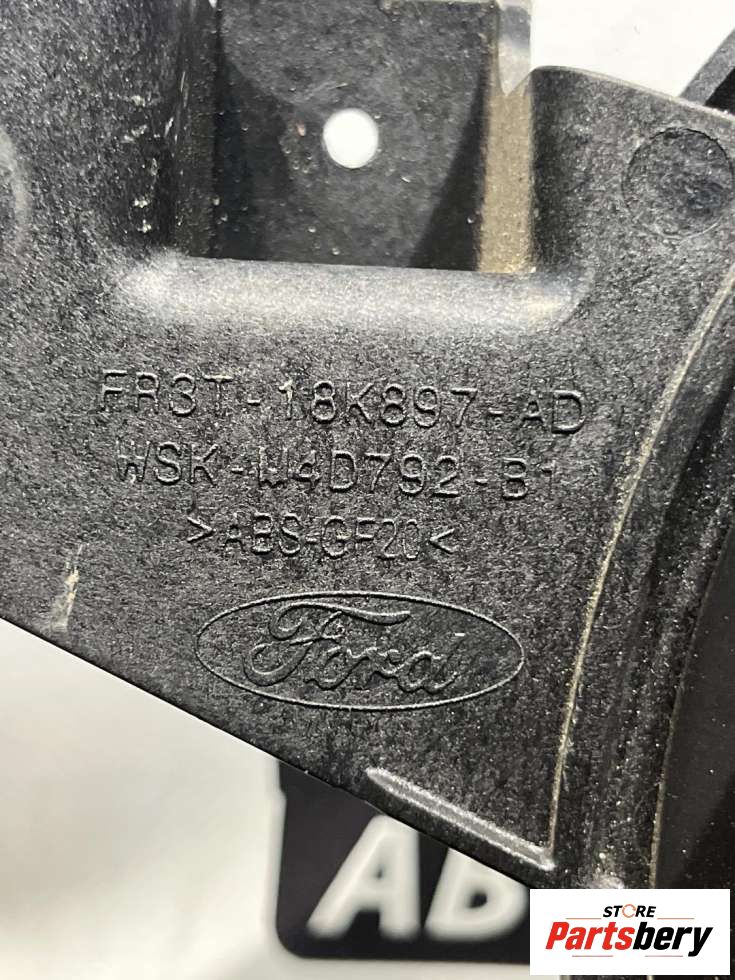 FR3T-18K897-AD
WSK-M4D792-B1
>ABS-GF20<
Ford
STORE
Partsbery